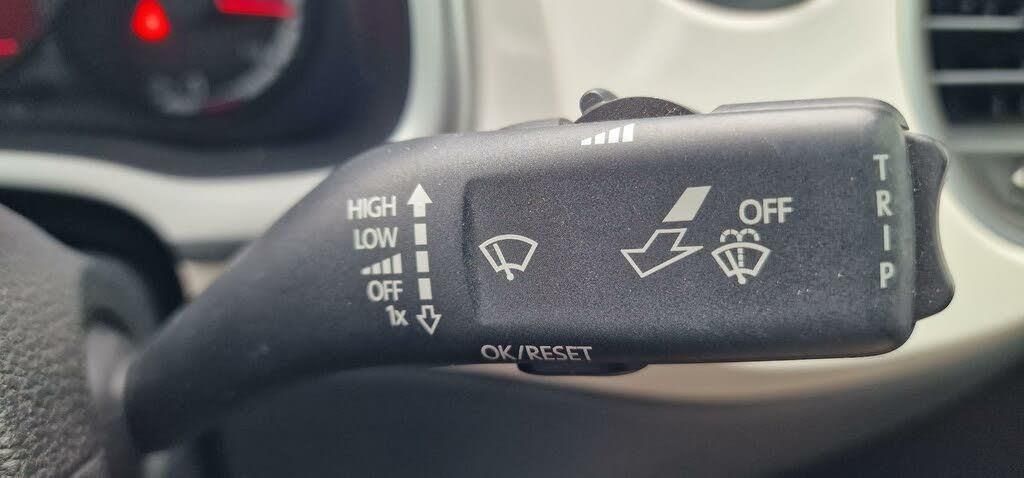 HIGH
LOW
OFF
1x
OFF
TRIP
OK/RESET